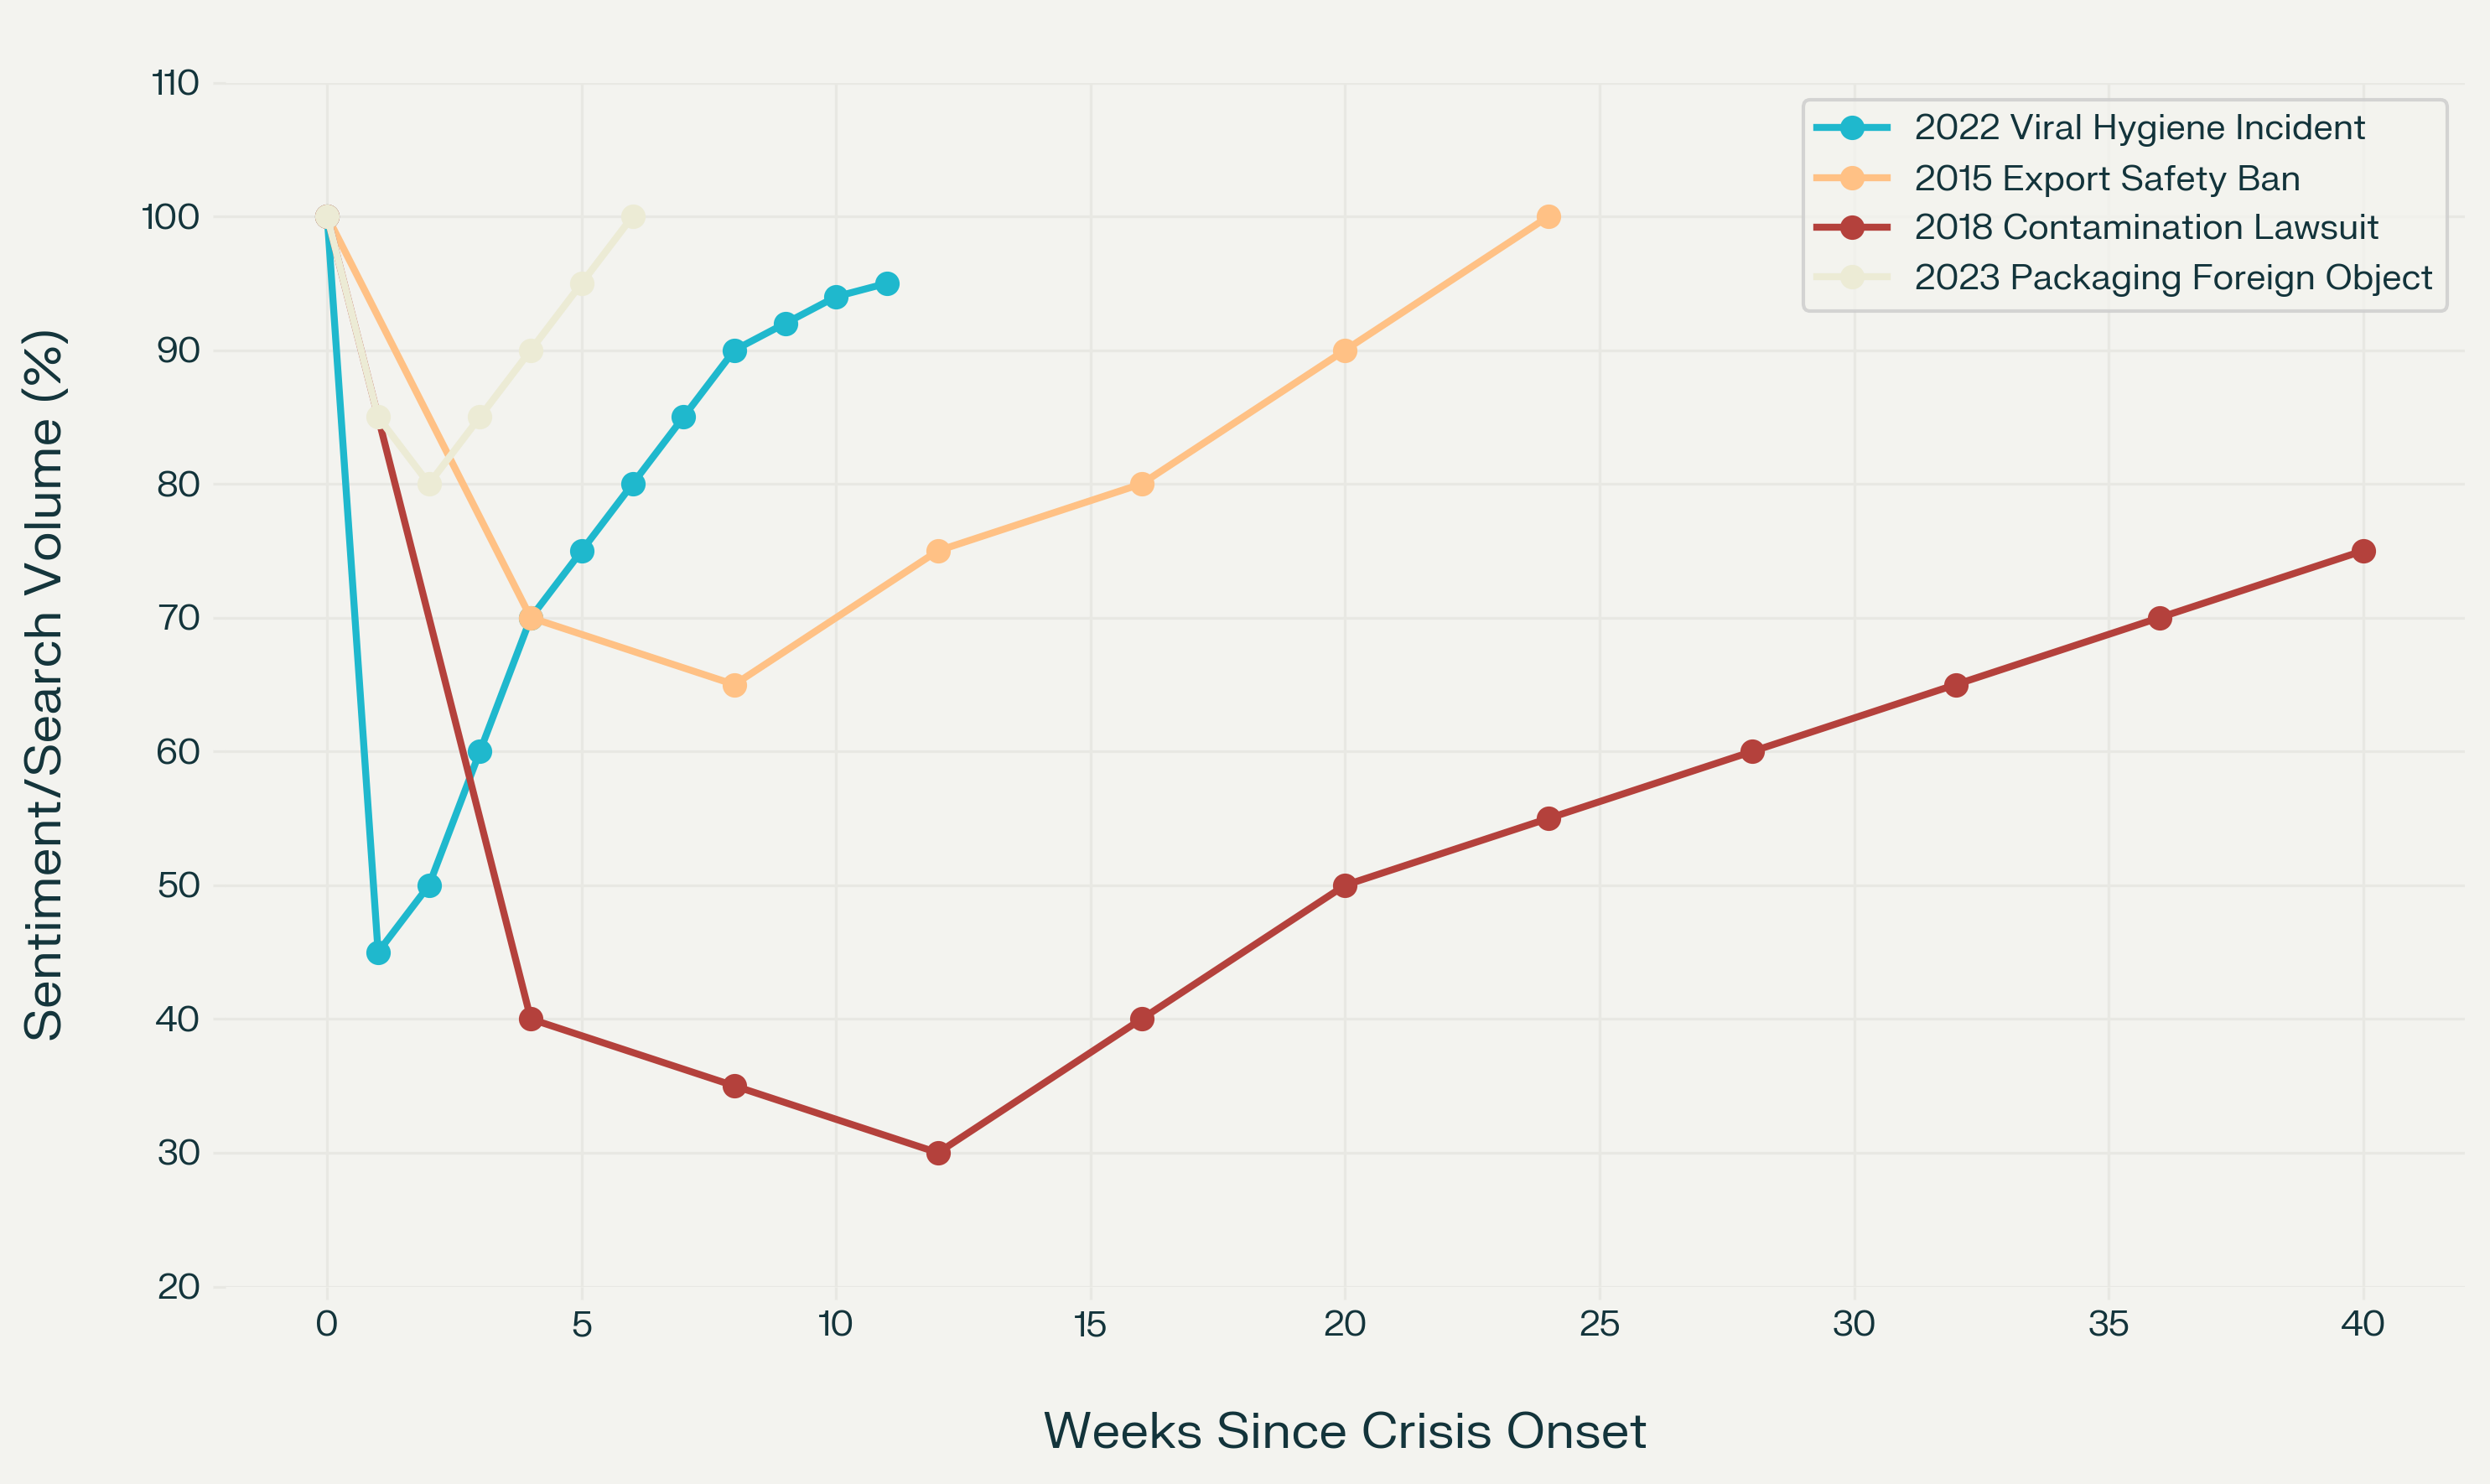 110
100
90
80
70
60
50
40
30
20
0 5 10 15 20 25 30 35 40
Sentiment/Search Volume (%)
Weeks Since Crisis Onset
2022 Viral Hygiene Incident
2015 Export Safety Ban
2018 Contamination Lawsuit
2023 Packaging Foreign Object